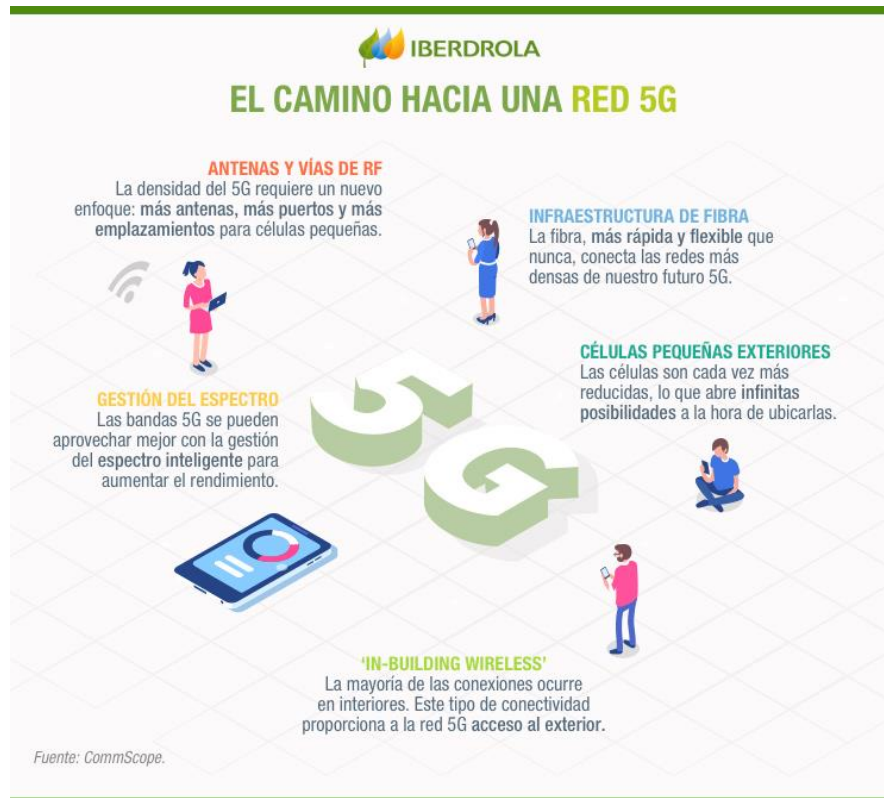 IBERDROLA
EL CAMINO HACIA UNA RED 5G
ANTENAS Y VÍAS DE RF
La densidad del 5G requiere un nuevo
enfoque: más antenas, más puertos y más
emplazamientos para células pequeñas.
INFRAESTRUCTURA DE FIBRA
La fibra, más rápida y flexible que
nunca, conecta las redes más
densas de nuestro futuro 5G.
CÉLULAS PEQUEÑAS EXTERIORES
Las células son cada vez más
reducidas, lo que abre infinitas
posibilidades a la hora de ubicarlas.
GESTIÓN DEL ESPECTRO
Las bandas 5G se pueden
aprovechar mejor con la gestión
del espectro inteligente para
aumentar el rendimiento.
5G
'IN-BUILDING WIRELESS'
La mayoría de las conexiones ocurre
en interiores. Este tipo de conectividad
proporciona a la red 5G acceso al exterior.
Fuente: CommScope.